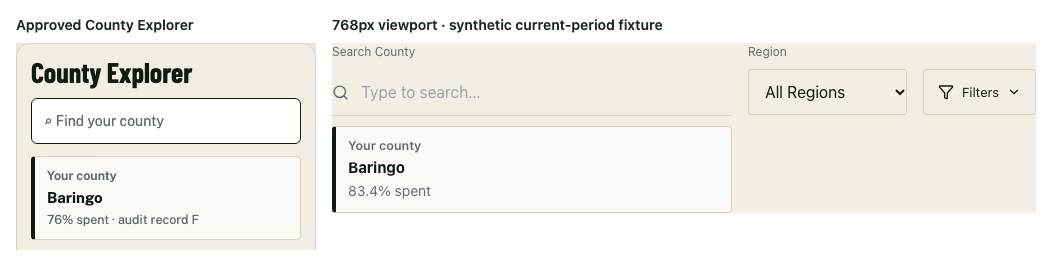 Approved County Explorer
County Explorer
Find your county
Your county
Baringo
76% spent · audit record F
768px viewport · synthetic current-period fixture
Search County
Type to search...
Region
All Regions
Filters
Your county
Baringo
83.4% spent